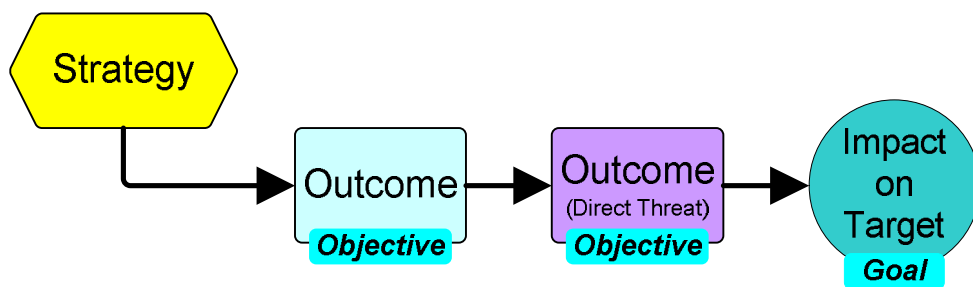 Strategy
Outcome
Objective
Outcome
(Direct Threat)
Objective
Impact
on
Target
Goal